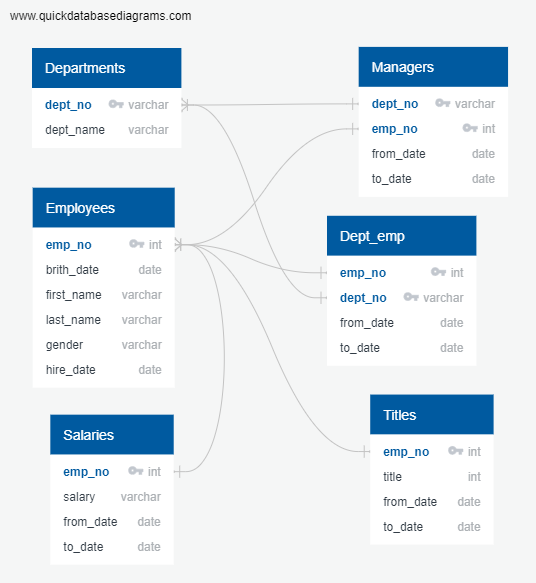 www.quickdatabasediagrams.com
Departments
dept_no varchar
dept_name varchar
Managers
dept_no varchar
emp_no int
from_date date
to_date date
Employees
emp_no int
brith_date date
first_name varchar
last_name varchar
gender varchar
hire_date date
Dept_emp
emp_no int
dept_no varchar
from_date date
to_date date
Salaries
emp_no int
salary varchar
from_date date
to_date date
Titles
emp_no int
title int
from_date date
to_date date